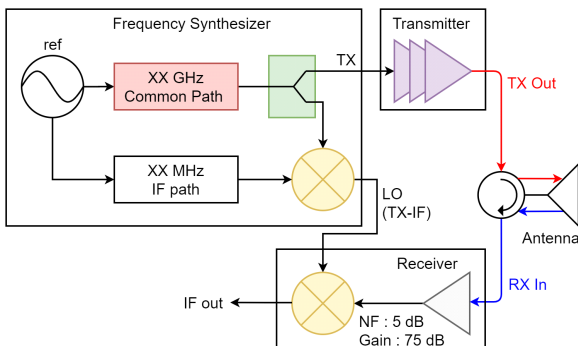 Frequency Synthesizer
Transmitter
ref
XX GHz
Common Path
TX
TX Out
XX MHz
IF path
LO
(TX-IF)
Antenna
Receiver
RX In
IF out
NF : 5 dB
Gain : 75 dB